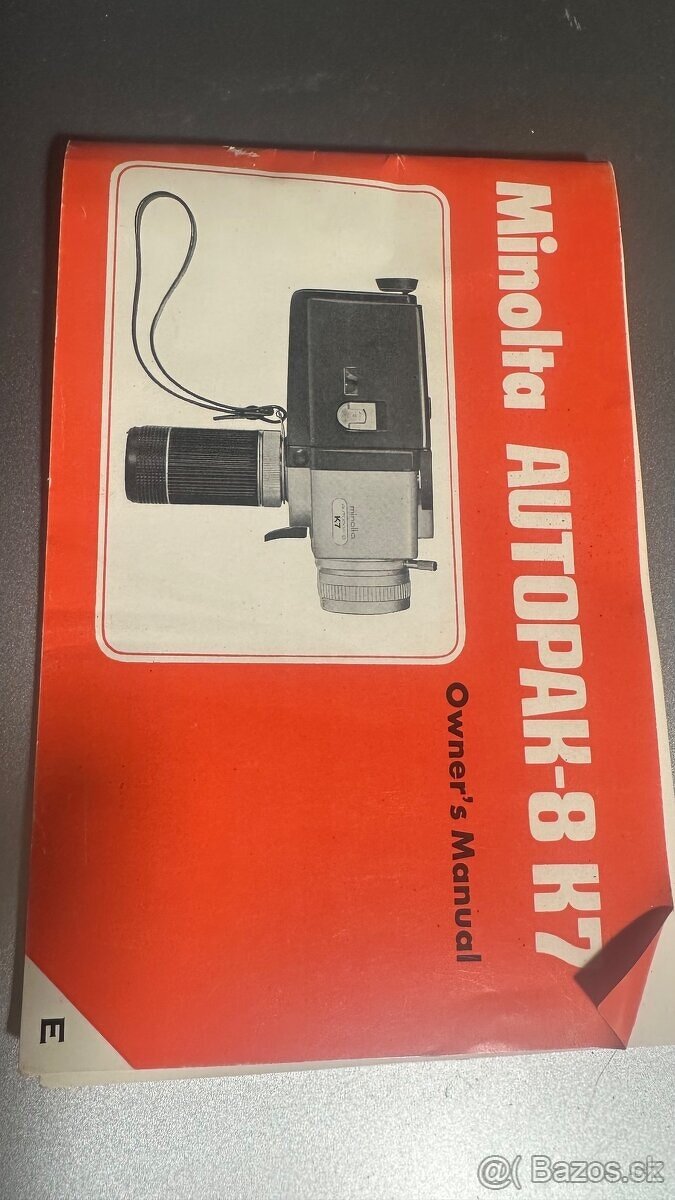 Minolta AUTOPAK-8 K7
Owner's Manual
minolta
K7
E
@Bazos.sk